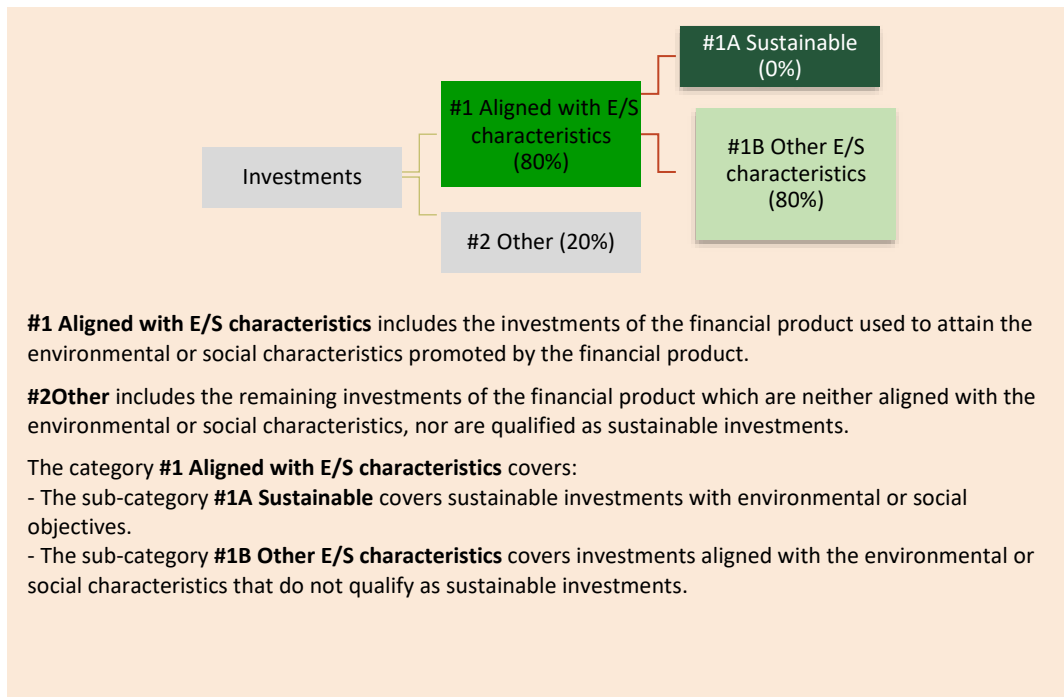 #1A Sustainable
(0%)
#1 Aligned with E/S
characteristics
(80%)
#1B Other E/S
characteristics
(80%)
Investments
#2 Other (20%)
#1 Aligned with E/S characteristics includes the investments of the financial product used to attain the
environmental or social characteristics promoted by the financial product.
#2Other includes the remaining investments of the financial product which are neither aligned with the
environmental or social characteristics, nor are qualified as sustainable investments.
The category #1 Aligned with E/S characteristics covers:
- The sub-category #1A Sustainable covers sustainable investments with environmental or social
objectives.
- The sub-category #1B Other E/S characteristics covers investments aligned with the environmental or
social characteristics that do not qualify as sustainable investments.